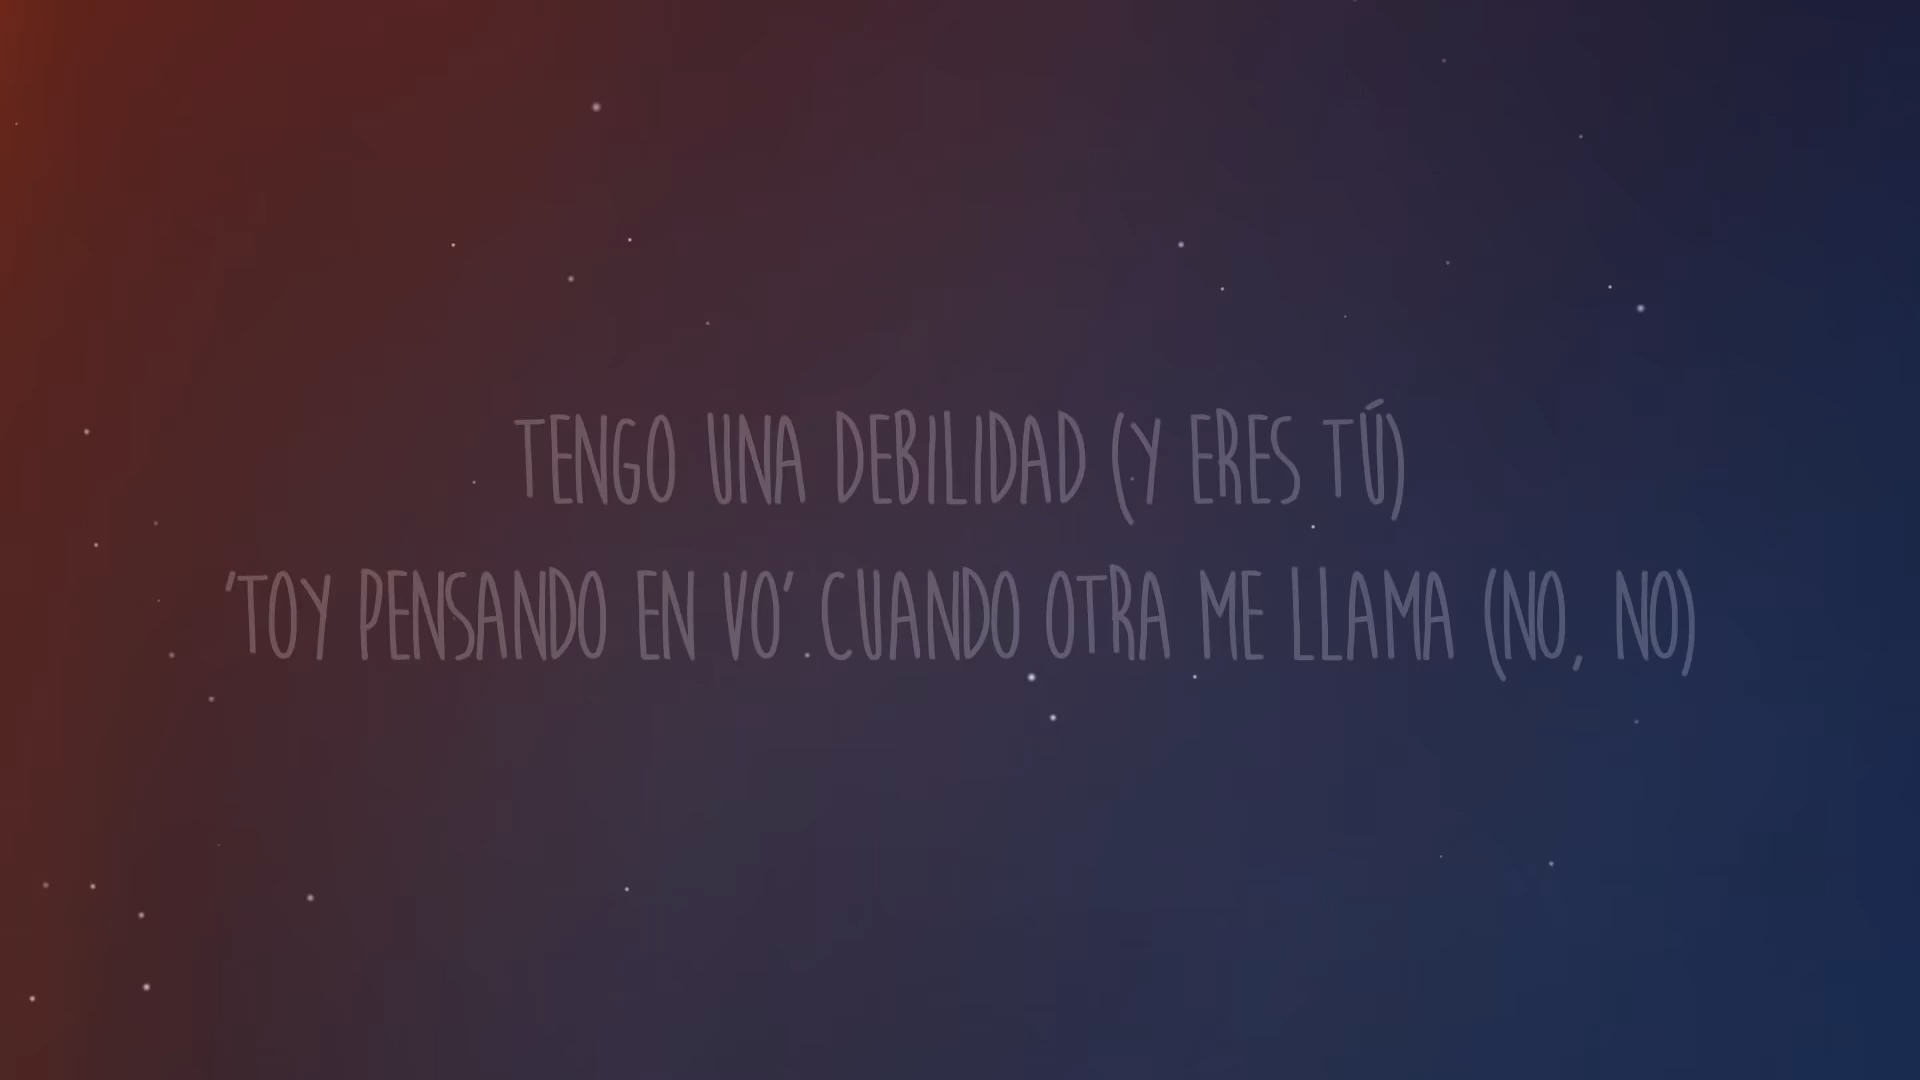 TENGO UNA DEBILIDAD (Y ERES TÚ)
'TOY PENSANDO EN VO' CUANDO OTRA ME LLAMA (NO, NO)